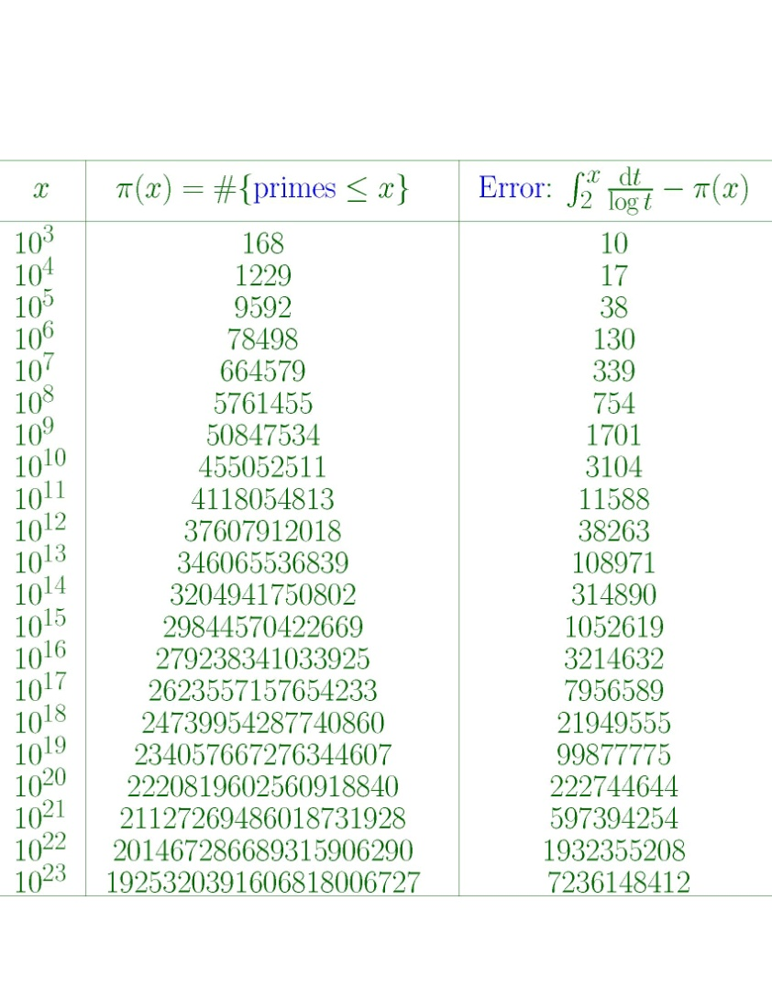 x π(x) = #{primes ≤ x} Error: ∫₂ˣ dt/log t − π(x)
10³ 168 10
10⁴ 1229 17
10⁵ 9592 38
10⁶ 78498 130
10⁷ 664579 339
10⁸ 5761455 754
10⁹ 50847534 1701
10¹⁰ 455052511 3104
10¹¹ 4118054813 11588
10¹² 37607912018 38263
10¹³ 346065536839 108971
10¹⁴ 3204941750802 314890
10¹⁵ 29844570422669 1052619
10¹⁶ 279238341033925 3214632
10¹⁷ 2623557157654233 7956589
10¹⁸ 24739954287740860 21949555
10¹⁹ 234057667276344607 99877775
10²⁰ 2220819602560918840 222744644
10²¹ 21127269486018731928 597394254
10²² 201467286689315906290 1932355208
10²³ 1925320391606818006727 7236148412